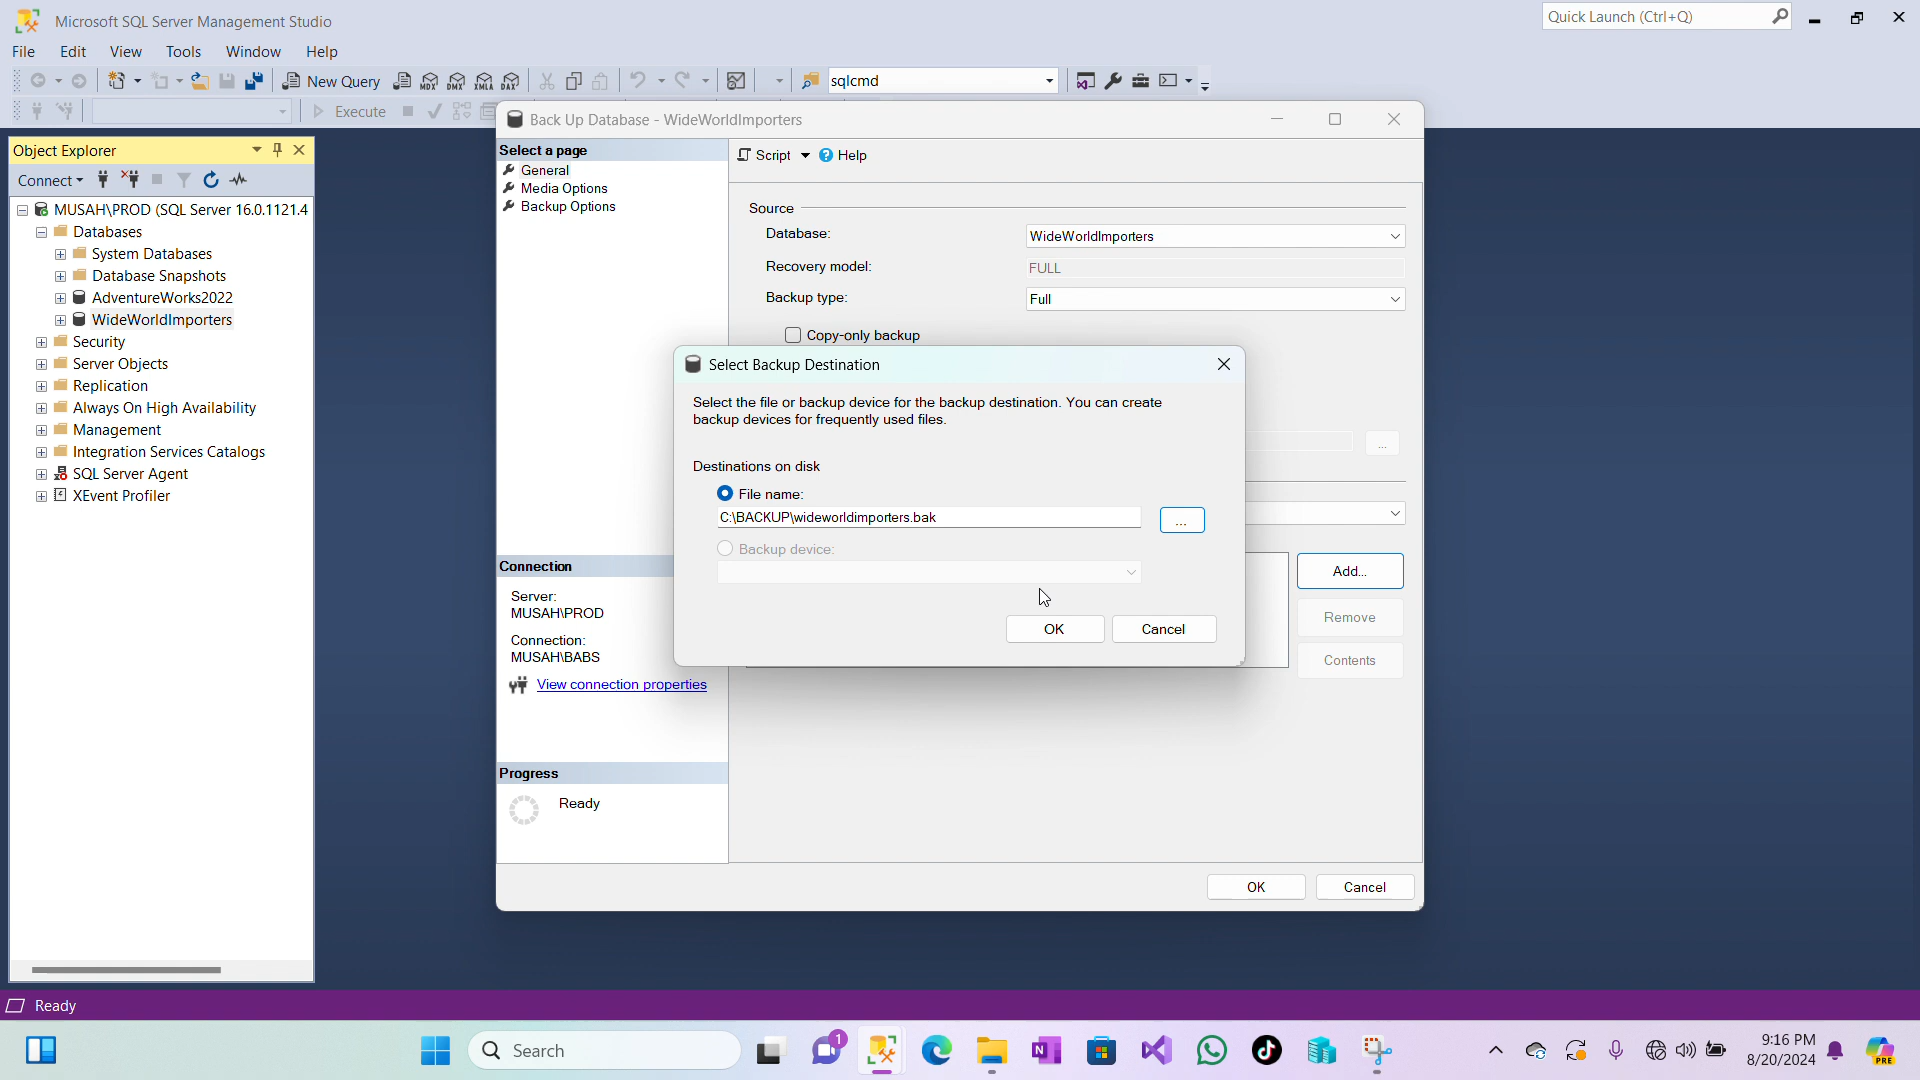 Microsoft SQL Server Management Studio
Quick Launch (Ctrl+Q)
File Edit View Tools Window Help
New Query MDX DMX XMLA DAX sqlcmd
Execute
Object Explorer
Connect
MUSAH\PROD (SQL Server 16.0.1121.4
Databases
System Databases
Database Snapshots
AdventureWorks2022
WideWorldImporters
Security
Server Objects
Replication
Always On High Availability
Management
Integration Services Catalogs
SQL Server Agent
XEvent Profiler
Back Up Database - WideWorldImporters
Select a page
General
Media Options
Backup Options
Script Help
Source
Database: WideWorldImporters
Recovery model: FULL
Backup type: Full
Copy-only backup
...
Select Backup Destination
Select the file or backup device for the backup destination. You can create
backup devices for frequently used files.
Destinations on disk
File name:
C:\BACKUP\wideworldimporters.bak ...
Backup device:
OK Cancel
Add...
Remove
Contents
Connection
Server:
MUSAH\PROD
Connection:
MUSAH\BABS
View connection properties
Progress
Ready
OK Cancel
Ready
Search
1
9:16 PM
8/20/2024
PRE